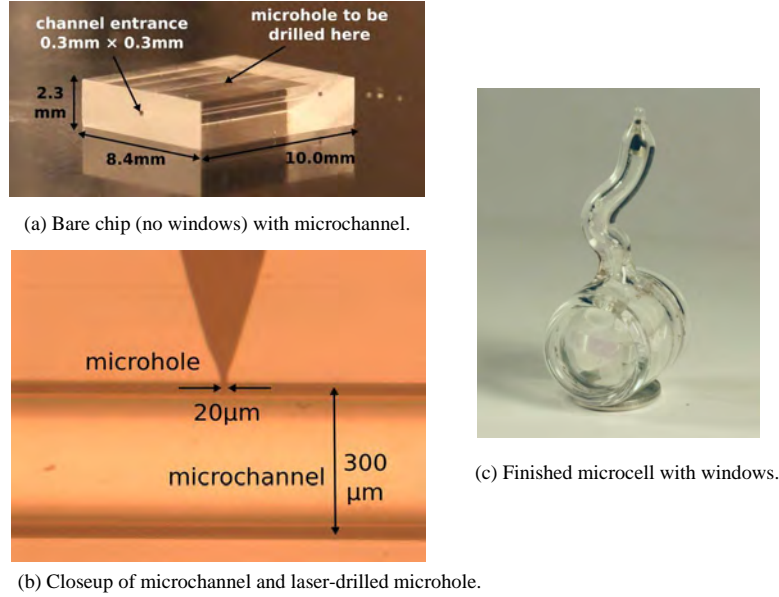 channel entrance
0.3mm × 0.3mm
microhole to be
drilled here
2.3
mm
8.4mm
10.0mm
(a) Bare chip (no windows) with microchannel.
microhole
20μm
microchannel
300
μm
(b) Closeup of microchannel and laser-drilled microhole.
(c) Finished microcell with windows.